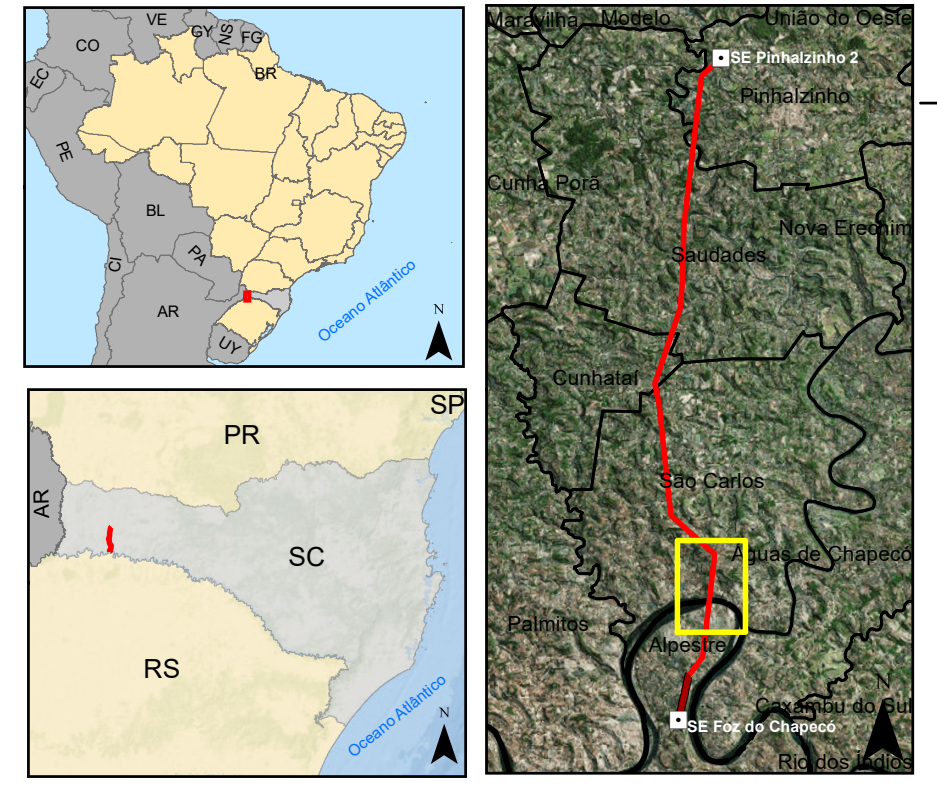 VE
GY
NS
FG
CO
BR
EC
PE
BL
PA
CI
AR
UY
Oceano Atlântico
N
SP
PR
AR
SC
RS
Oceano Atlântico
N
Maravilha
Modelo
União do Oeste
SE Pinhalzinho 2
Pinhalzinho
Cunha Porã
Nova Erechim
Saudades
Cunhataí
São Carlos
Águas de Chapecó
Palmitos
Alpestre
N
Caxambu do Sul
SE Foz do Chapecó
Rio dos Índios